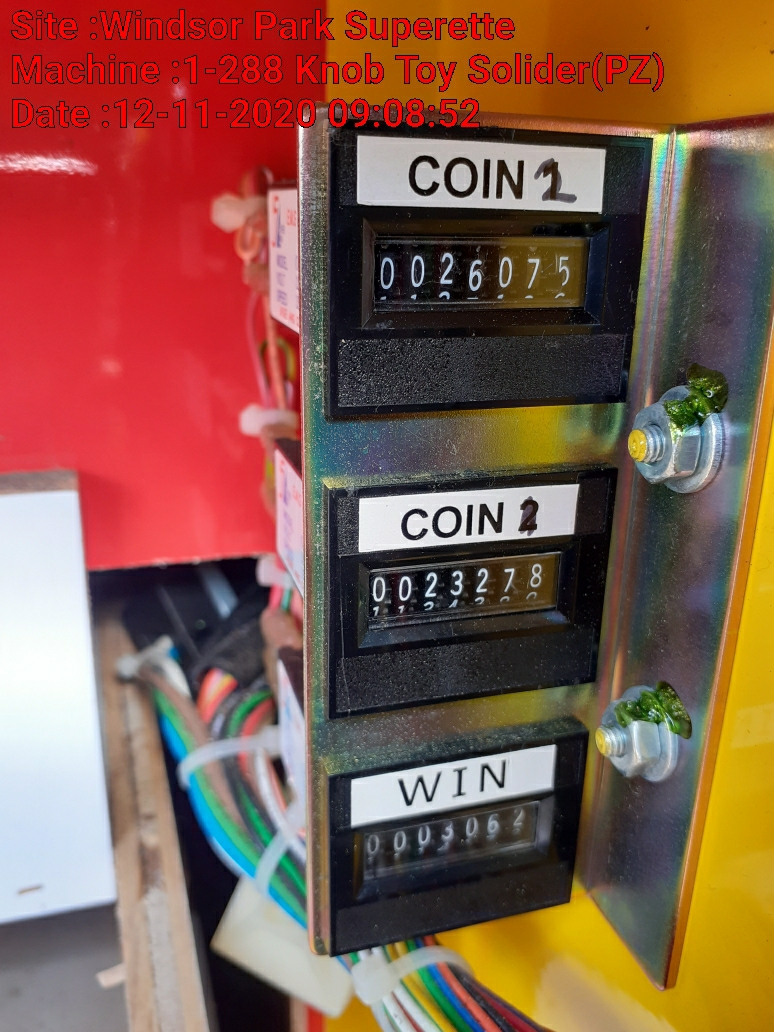 Site :Windsor Park Superette
Machine :1-288 Knob Toy Solider(PZ)
Date :12-11-2020 09:08:52
COIN 1
0026075
COIN 2
0023278
WIN
0003062